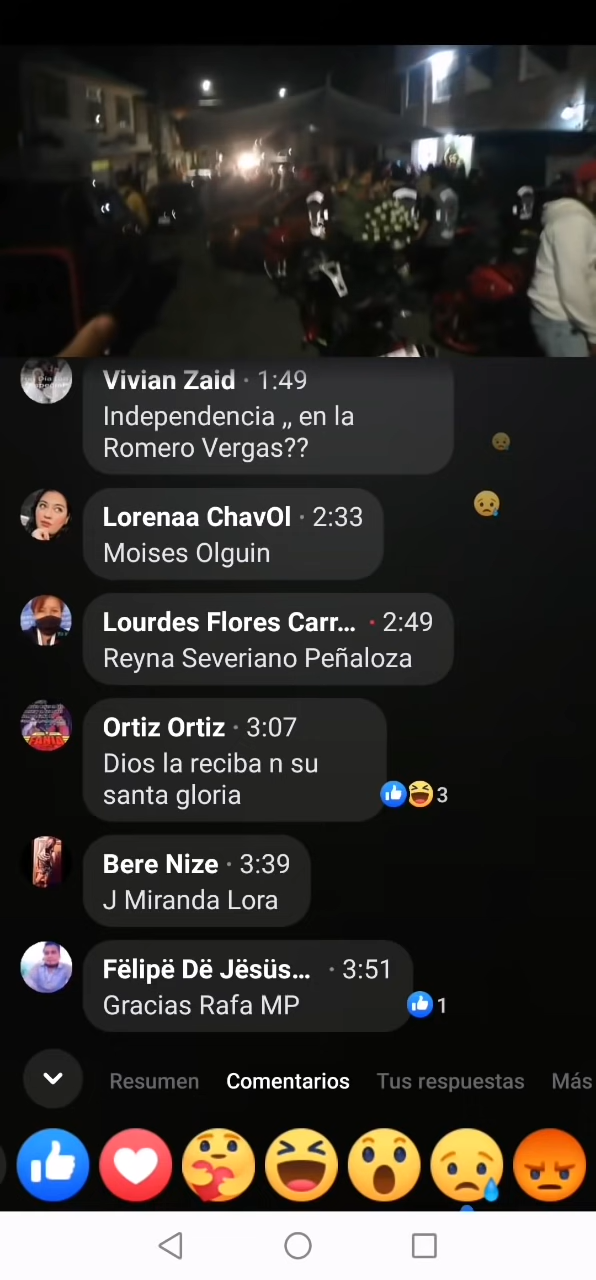 Vivian Zaid · 1:49
Independencia ,, en la
Romero Vergas??
Lorenaa ChavOl · 2:33
Moises Olguin
Lourdes Flores Carr... · 2:49
Reyna Severiano Peñaloza
Ortiz Ortiz · 3:07
Dios la reciba n su
santa gloria
3
Bere Nize · 3:39
J Miranda Lora
Fëlipë Dë Jësüs... · 3:51
Gracias Rafa MP
1
Resumen Comentarios Tus respuestas Más